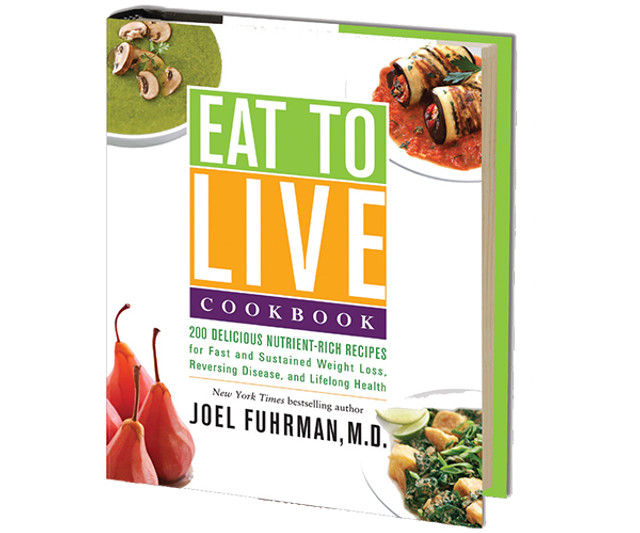 EAT TO
LIVE
COOKBOOK
200 DELICIOUS NUTRIENT-RICH RECIPES
for Fast and Sustained Weight Loss,
Reversing Disease, and Lifelong Health
New York Times bestselling author
JOEL FUHRMAN, M.D.